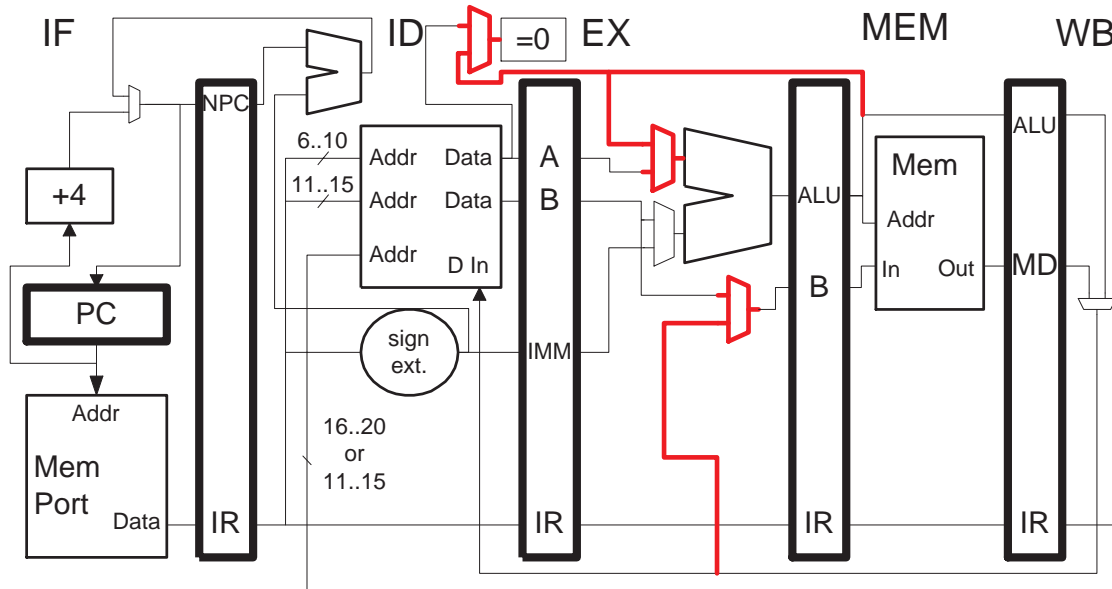 IF
ID
=0
EX
MEM
WB
NPC
+4
PC
Addr
Mem
Port
Data
IR
6..10
11..15
Addr
Data
Addr
Data
Addr
D In
sign
ext.
16..20
or
11..15
A
B
IMM
IR
ALU
B
IR
Mem
Addr
In
Out
ALU
MD
IR